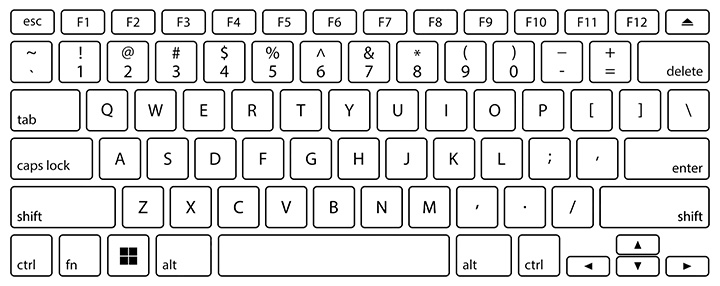 esc F1 F2 F3 F4 F5 F6 F7 F8 F9 F10 F11 F12 ⏏
~ ! @ # $ % ^ & * ( ) _ +
` 1 2 3 4 5 6 7 8 9 0 - = delete
tab Q W E R T Y U I O P [ ] \
caps lock A S D F G H J K L ; ' enter
shift Z X C V B N M , . / shift
ctrl fn alt alt ctrl ◄ ▲ ▼ ►